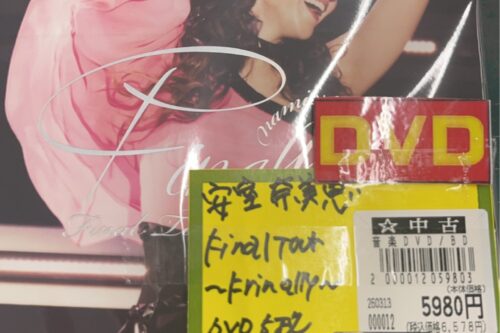 Finally
namie
Final To
DVD
安室奈美恵
Final Tour
~Finally~
DVD 5枚
☆中古
音楽DVD/BD
2 000012 059803
(本体価格)
260313 5980円
000012 (税込価格6,578円)